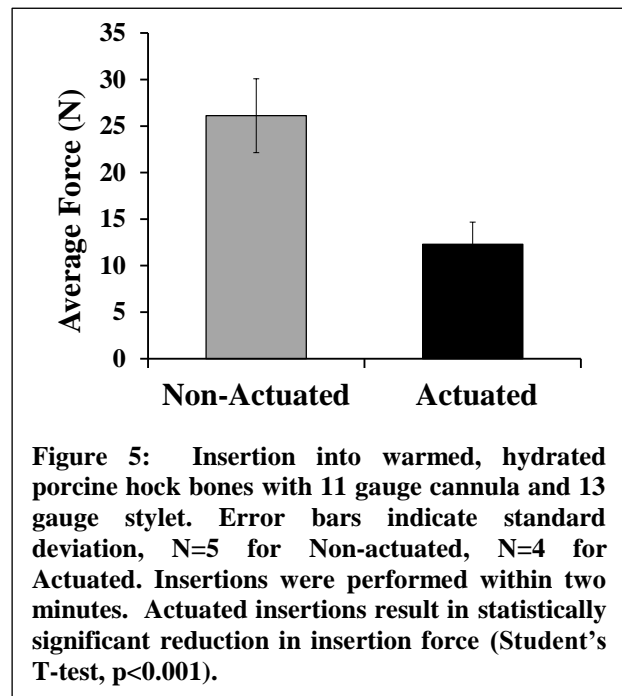 35
30
25
20
15
10
5
0
Average Force (N)
Non-Actuated Actuated
Figure 5: Insertion into warmed, hydrated
porcine hock bones with 11 gauge cannula and 13
gauge stylet. Error bars indicate standard
deviation, N=5 for Non-actuated, N=4 for
Actuated. Insertions were performed within two
minutes. Actuated insertions result in statistically
significant reduction in insertion force (Student's
T-test, p<0.001).